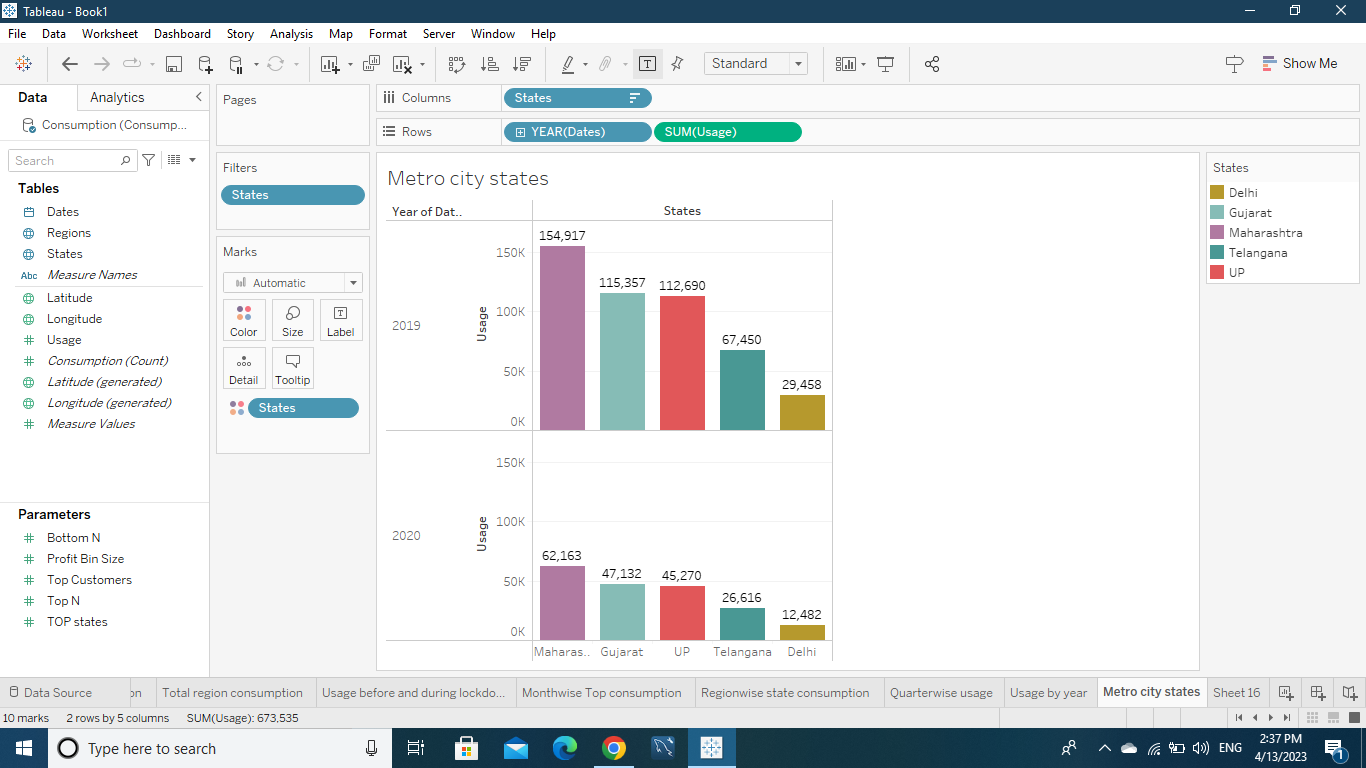 Tableau - Book1
File Data Worksheet Dashboard Story Analysis Map Format Server Window Help
Standard
Show Me
Data Analytics
Consumption (Consump...
Search
Tables
Dates
Regions
States
Abc Measure Names
Latitude
Longitude
Usage
Consumption (Count)
Latitude (generated)
Longitude (generated)
Measure Values
Parameters
Bottom N
Profit Bin Size
Top Customers
Top N
TOP states
Pages
Filters
States
Marks
Automatic
Color Size Label
Detail Tooltip
States
Columns States
Rows YEAR(Dates) SUM(Usage)
Metro city states
Year of Dat.. States
154,917
150K
115,357 112,690
100K
2019 Usage
67,450
50K
29,458
0K
150K
100K
2020 Usage
62,163
47,132 45,270
50K
26,616
12,482
0K
Maharas.. Gujarat UP Telangana Delhi
States
Delhi
Gujarat
Maharashtra
Telangana
UP
Data Source on Total region consumption Usage before and during lockdo... Monthwise Top consumption Regionwise state consumption Quarterwise usage Usage by year Metro city states Sheet 16
10 marks 2 rows by 5 columns SUM(Usage): 673,535
Type here to search
ENG
2:37 PM
4/13/2023
1